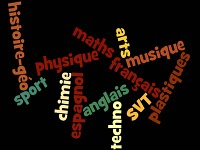 histoire-géo
maths
arts
musique
physique
français
plastiques
sport
chimie
espagnol
anglais
techno
SVT